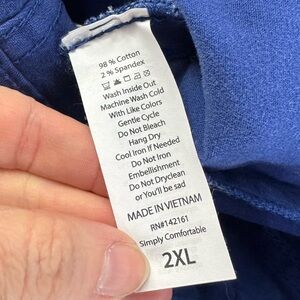 98 % Cotton
2 % Spandex
Wash Inside Out
Machine Wash Cold
With Like Colors
Gentle Cycle
Do Not Bleach
Hang Dry
Cool Iron If Needed
Do Not Iron
Embellishment
Do Not Dryclean
or You'll be sad
MADE IN VIETNAM
RN#142161
Simply Comfortable
2XL